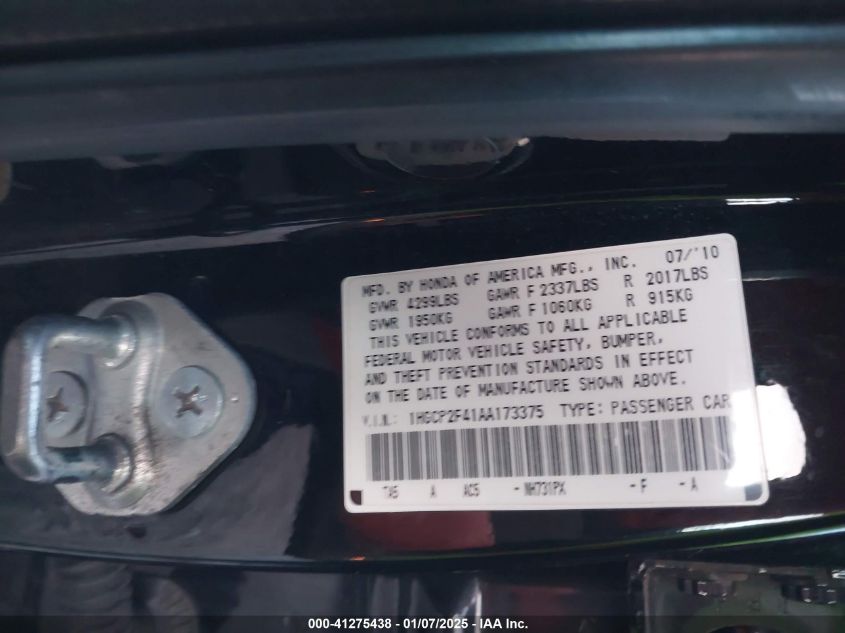 MFD. BY HONDA OF AMERICA MFG., INC. 07/'10
GVWR 4299LBS GAWR F 2337LBS R 2017LBS
GVWR 1950KG GAWR F 1060KG R 915KG
THIS VEHICLE CONFORMS TO ALL APPLICABLE
FEDERAL MOTOR VEHICLE SAFETY, BUMPER,
AND THEFT PREVENTION STANDARDS IN EFFECT
ON THE DATE OF MANUFACTURE SHOWN ABOVE.
V.I.N.: 1HGCP2F41AA173375 TYPE: PASSENGER CAR
TA5 A AC5 -NH731PX -F -A
000-41275438 - 01/07/2025 - IAA Inc.